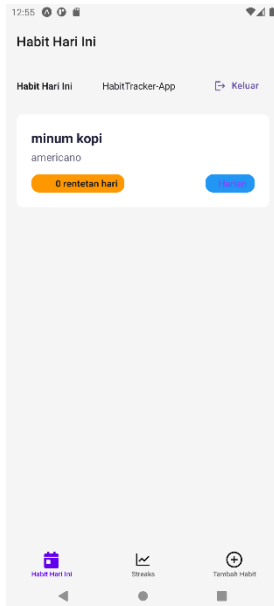 12:55
Habit Hari Ini
Habit Hari Ini HabitTracker-App Keluar
minum kopi
americano
0 rentetan hari Harian
Habit Hari Ini Streaks Tambah Habit